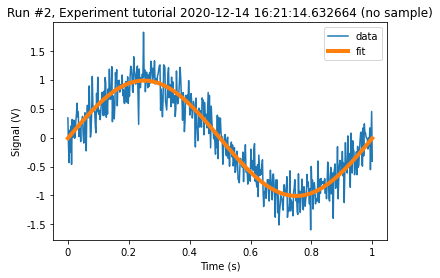 Run #2, Experiment tutorial 2020-12-14 16:21:14.632664 (no sample)
data
fit
Signal (V)
1.5
1
0.5
0
-0.5
-1
-1.5
0
0.2
0.4
0.6
0.8
1
Time (s)